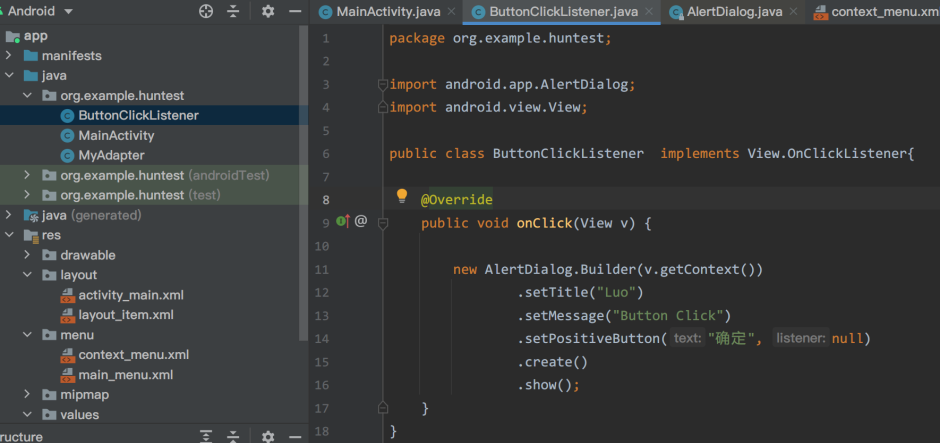 Android
MainActivity.java
ButtonClickListener.java
AlertDialog.java
context_menu.xm
app
manifests
java
org.example.huntest
ButtonClickListener
MainActivity
MyAdapter
org.example.huntest (androidTest)
org.example.huntest (test)
java (generated)
res
drawable
layout
activity_main.xml
layout_item.xml
menu
context_menu.xml
main_menu.xml
mipmap
values
ructure
1 package org.example.huntest;
2
3 import android.app.AlertDialog;
4 import android.view.View;
5
6 public class ButtonClickListener  implements View.OnClickListener{
7
8 @Override
9 @ public void onClick(View v) {
10
11 new AlertDialog.Builder(v.getContext())
12 .setTitle("Luo")
13 .setMessage("Button Click")
14 .setPositiveButton( text: "确定", listener: null)
15 .create()
16 .show();
17 }
18 }